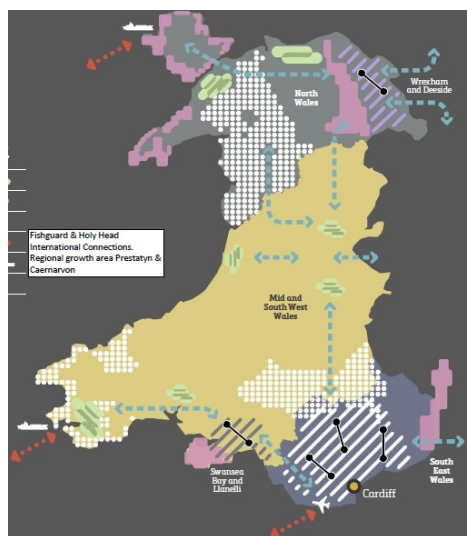 North
Wales
Wrexham
and Deeside
Fishguard & Holy Head
International Connections.
Regional growth area Prestatyn &
Caernarvon
Mid and
South West
Wales
Swansea
Bay and
Llanelli
South
East
Wales
Cardiff